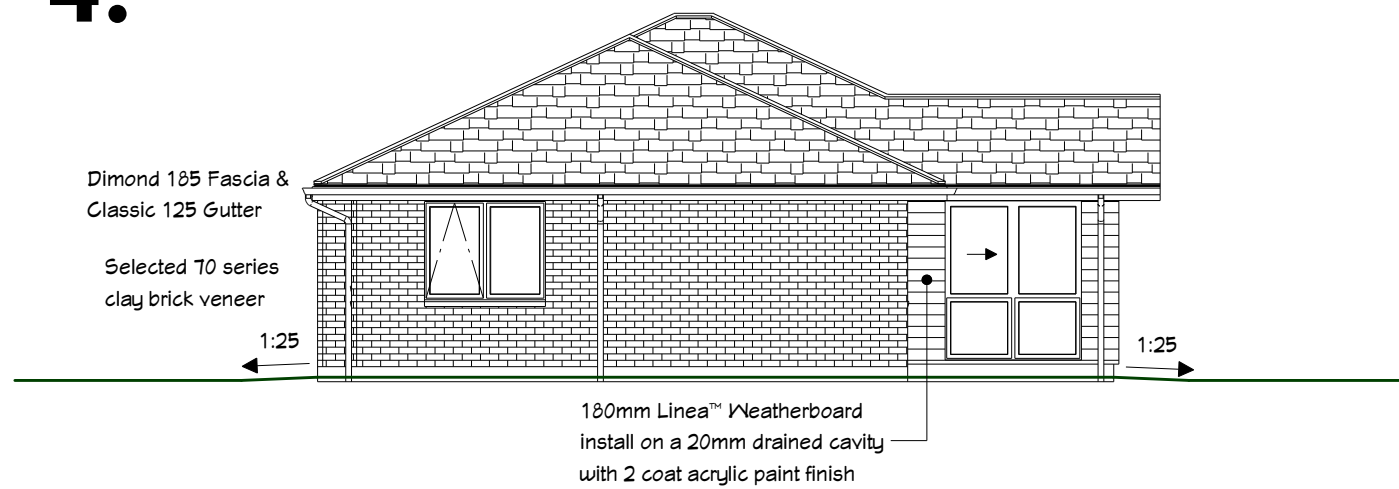 4.
Dimond 185 Fascia &
Classic 125 Gutter
Selected 70 series
clay brick veneer
1:25
1:25
180mm Linea™ Weatherboard
install on a 20mm drained cavity
with 2 coat acrylic paint finish